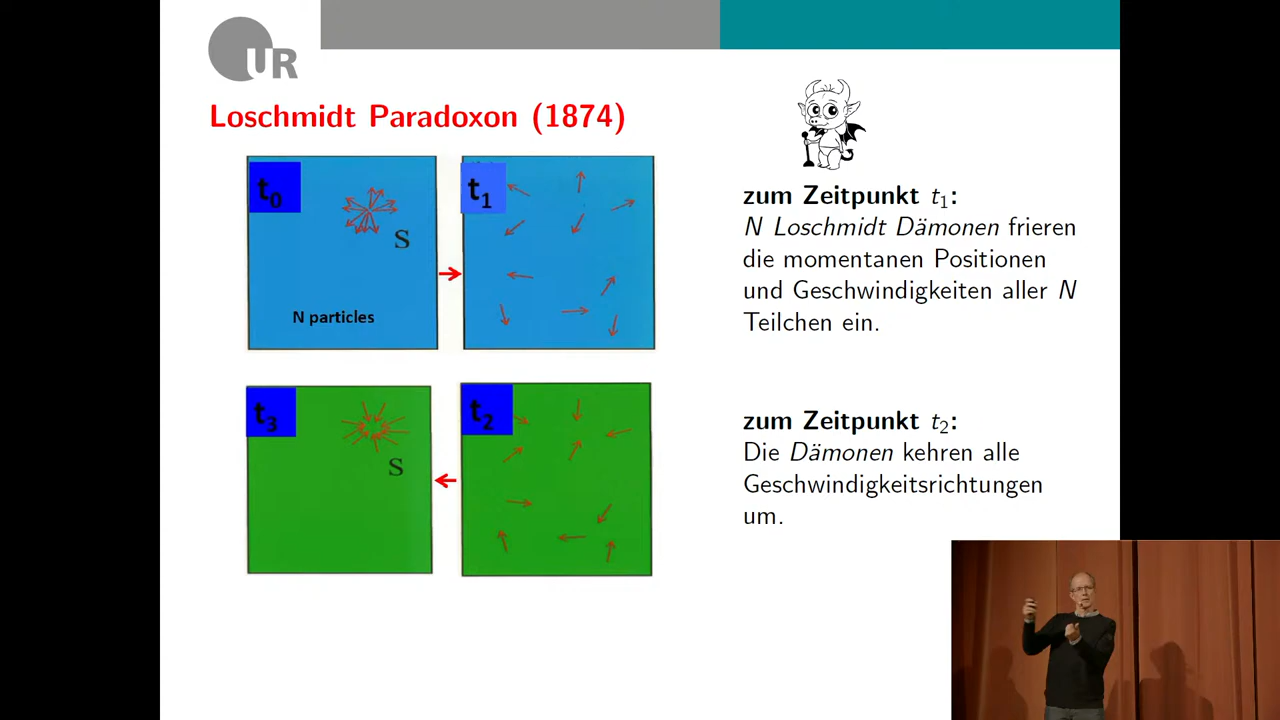 UR
Loschmidt Paradoxon (1874)
t0
S
N particles
t1
t3
S
t2
zum Zeitpunkt t1:
N Loschmidt Dämonen frieren
die momentanen Positionen
und Geschwindigkeiten aller N
Teilchen ein.
zum Zeitpunkt t2:
Die Dämonen kehren alle
Geschwindigkeitsrichtungen
um.